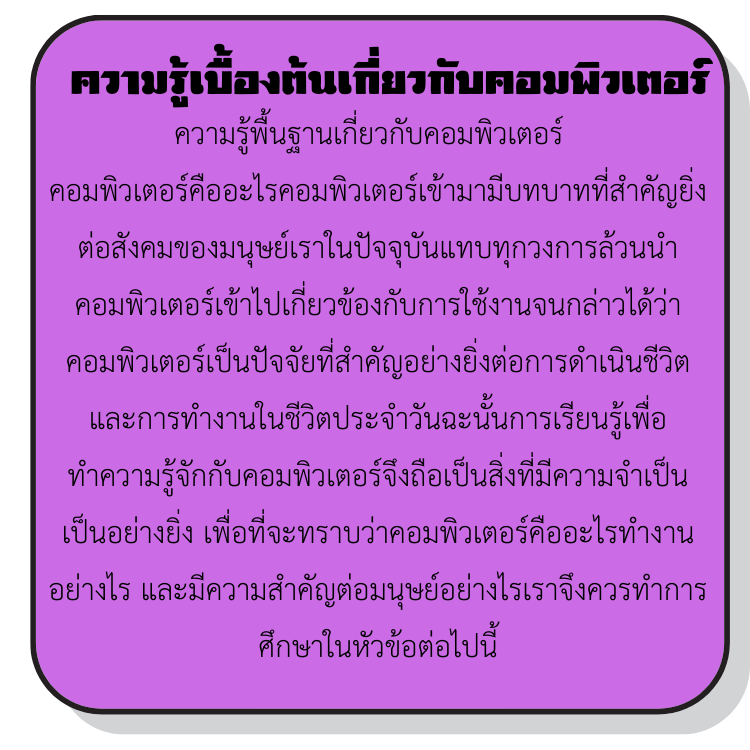 ความรู้เบื้องต้นเกี่ยวกับคอมพิวเตอร์
ความรู้พื้นฐานเกี่ยวกับคอมพิวเตอร์
คอมพิวเตอร์คืออะไรคอมพิวเตอร์เข้ามามีบทบาทที่สำคัญยิ่ง
ต่อสังคมของมนุษย์เราในปัจจุบันแทบทุกวงการล้วนนำ
คอมพิวเตอร์เข้าไปเกี่ยวข้องกับการใช้งานจนกล่าวได้ว่า
คอมพิวเตอร์เป็นปัจจัยที่สำคัญอย่างยิ่งต่อการดำเนินชีวิต
และการทำงานในชีวิตประจำวันฉะนั้นการเรียนรู้เพื่อ
ทำความรู้จักกับคอมพิวเตอร์จึงถือเป็นสิ่งที่มีความจำเป็น
เป็นอย่างยิ่ง เพื่อที่จะทราบว่าคอมพิวเตอร์คืออะไรทำงาน
อย่างไร และมีความสำคัญต่อมนุษย์อย่างไรเราจึงควรทำการ
ศึกษาในหัวข้อต่อไปนี้